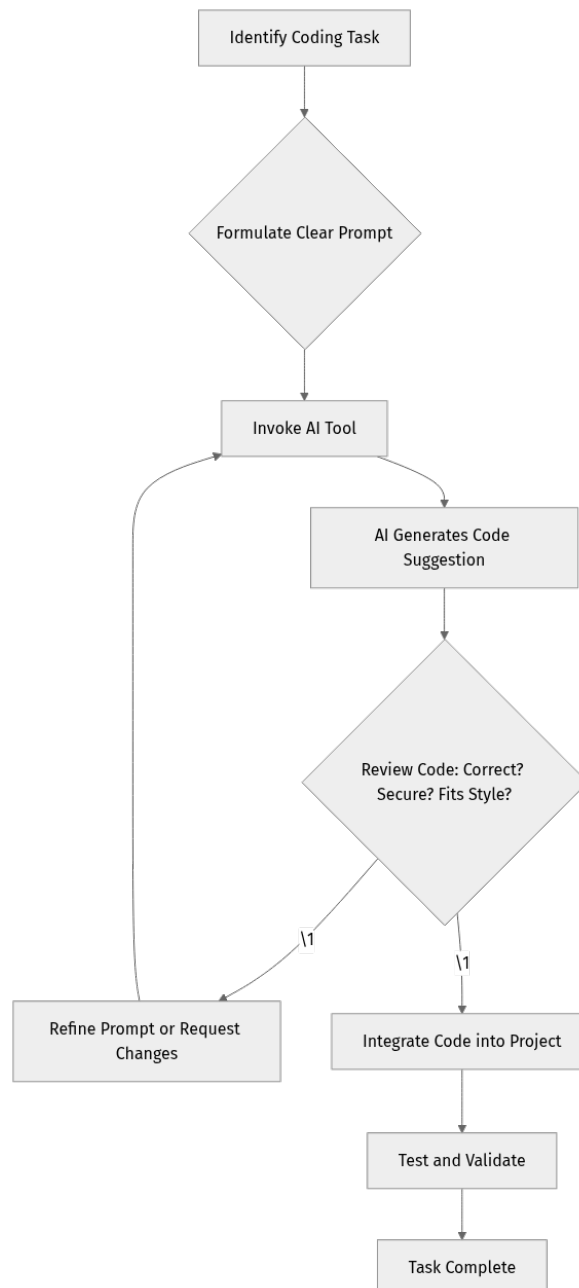 Identify Coding Task
Formulate Clear Prompt
Invoke AI Tool
AI Generates Code
Suggestion
Review Code: Correct?
Secure? Fits Style?
\1
\1
Refine Prompt or Request
Changes
Integrate Code into Project
Test and Validate
Task Complete